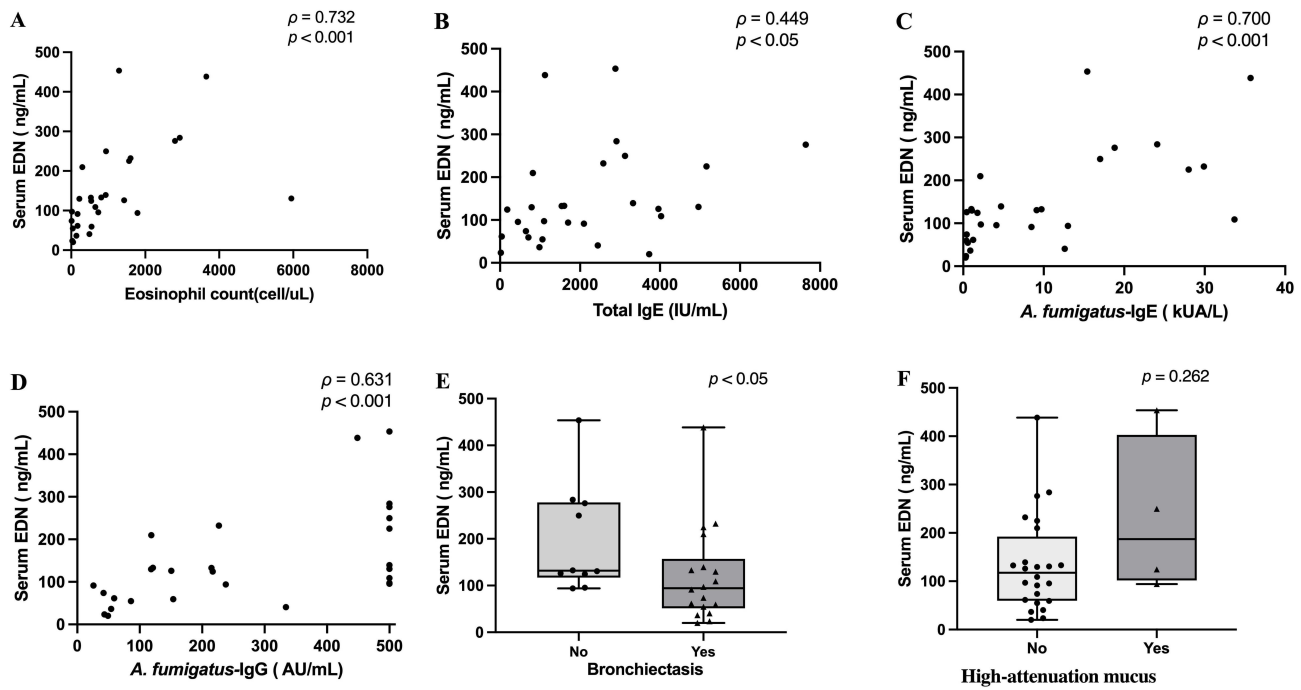 A
ρ = 0.732
p < 0.001
Serum EDN ( ng/mL)
500
400
300
200
100
0
0 2000 4000 6000 8000
Eosinophil count(cell/uL)
B
ρ = 0.449
p < 0.05
Serum EDN ( ng/mL)
500
400
300
200
100
0
0 2000 4000 6000 8000
Total IgE (IU/mL)
C
ρ = 0.700
p < 0.001
Serum EDN ( ng/mL)
500
400
300
200
100
0
0 10 20 30 40
A. fumigatus-IgE ( kUA/L)
D
ρ = 0.631
p < 0.001
Serum EDN ( ng/mL)
500
400
300
200
100
0
0 100 200 300 400 500
A. fumigatus-IgG ( AU/mL)
E
p < 0.05
Serum EDN ( ng/mL)
500
400
300
200
100
0
No Yes
Bronchiectasis
F
p = 0.262
Serum EDN ( ng/mL)
500
400
300
200
100
0
No Yes
High-attenuation mucus